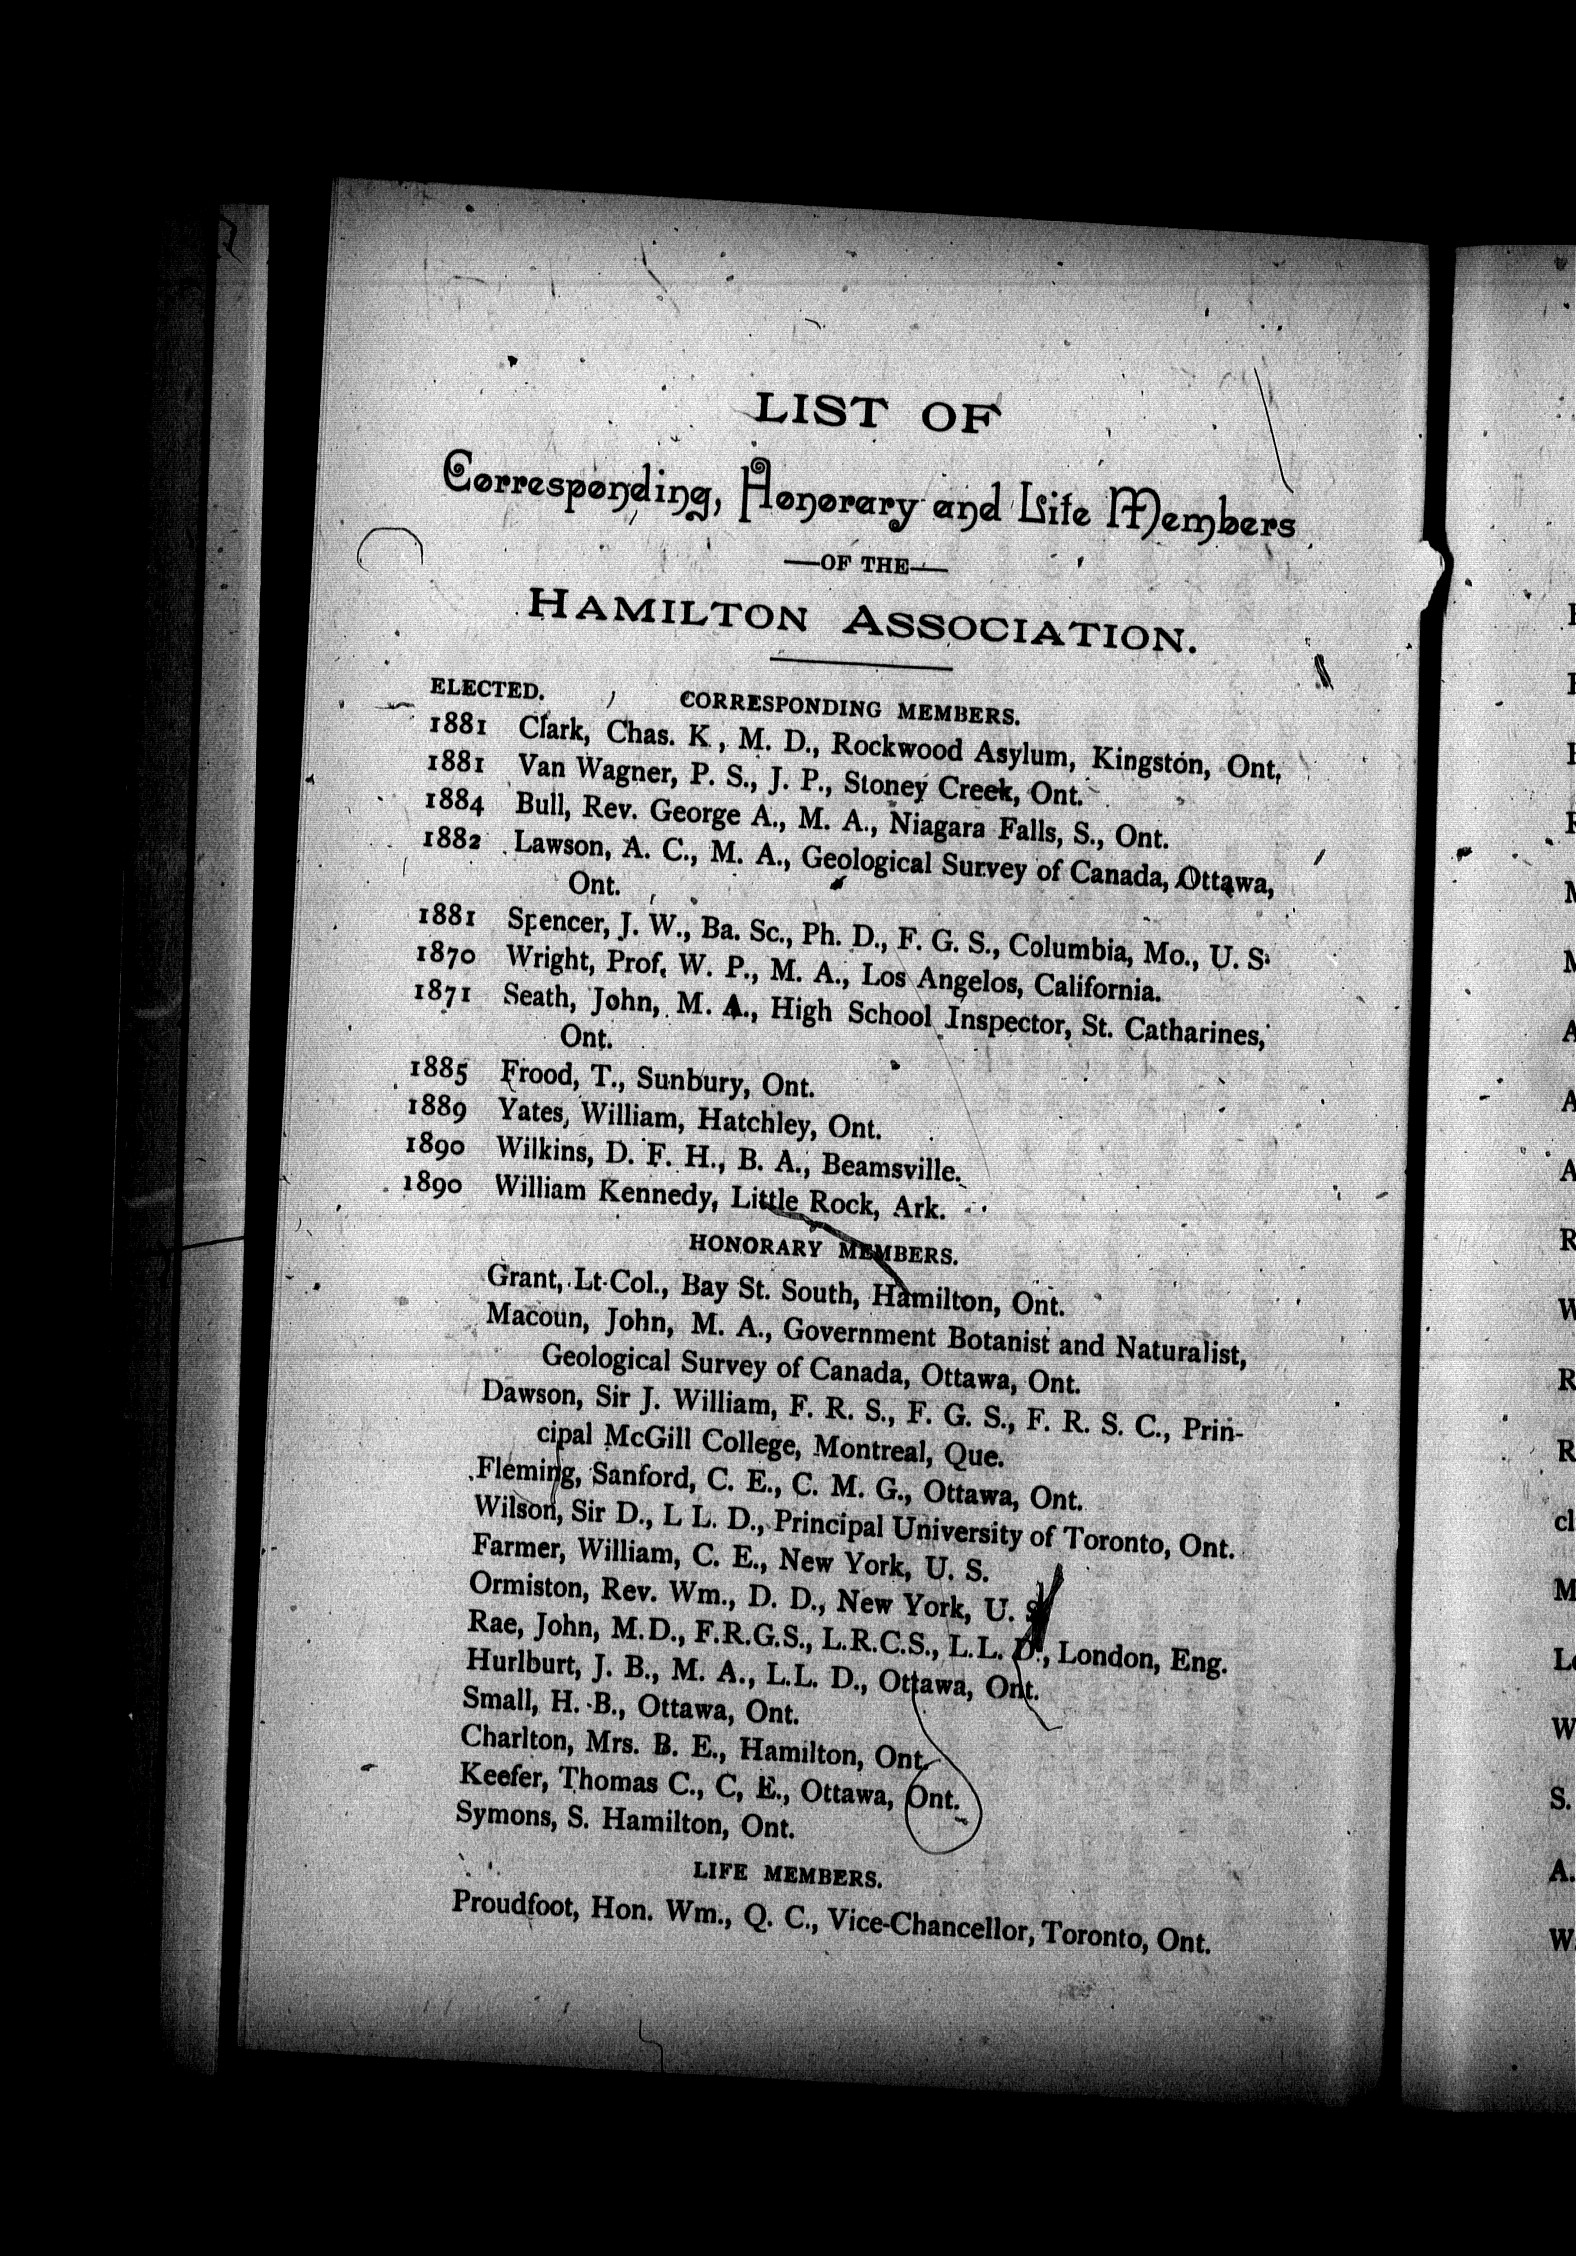 LIST OF
Corresponding, Honorary and Life Members
—OF THE—
HAMILTON ASSOCIATION.
ELECTED. CORRESPONDING MEMBERS.
1881 Clark, Chas. K, M. D., Rockwood Asylum, Kingston, Ont,
1881 Van Wagner, P. S., J. P., Stoney Creek, Ont.
1884 Bull, Rev. George A., M. A., Niagara Falls, S., Ont.
1882 Lawson, A. C., M. A., Geological Survey of Canada, Ottawa,
Ont.
1881 Spencer, J. W., Ba. Sc., Ph. D., F. G. S., Columbia, Mo., U. S.
1870 Wright, Prof. W. P., M. A., Los Angelos, California.
1871 Seath, John, M. A., High School Inspector, St. Catharines,
Ont.
1885 Frood, T., Sunbury, Ont.
1889 Yates, William, Hatchley, Ont.
1890 Wilkins, D. F. H., B. A., Beamsville.
1890 William Kennedy, Little Rock, Ark.
HONORARY MEMBERS.
Grant, Lt-Col., Bay St. South, Hamilton, Ont.
Macoun, John, M. A., Government Botanist and Naturalist,
Geological Survey of Canada, Ottawa, Ont.
Dawson, Sir J. William, F. R. S., F. G. S., F. R. S. C., Prin-
cipal McGill College, Montreal, Que.
Fleming, Sanford, C. E., C. M. G., Ottawa, Ont.
Wilson, Sir D., L L. D., Principal University of Toronto, Ont.
Farmer, William, C. E., New York, U. S.
Ormiston, Rev. Wm., D. D., New York, U. S.
Rae, John, M.D., F.R.G.S., L.R.C.S., L.L. D., London, Eng.
Hurlburt, J. B., M. A., L.L. D., Ottawa, Ont.
Small, H. B., Ottawa, Ont.
Charlton, Mrs. B. E., Hamilton, Ont.
Keefer, Thomas C., C, E., Ottawa, Ont.
Symons, S. Hamilton, Ont.
LIFE MEMBERS.
Proudfoot, Hon. Wm., Q. C., Vice-Chancellor, Toronto, Ont.